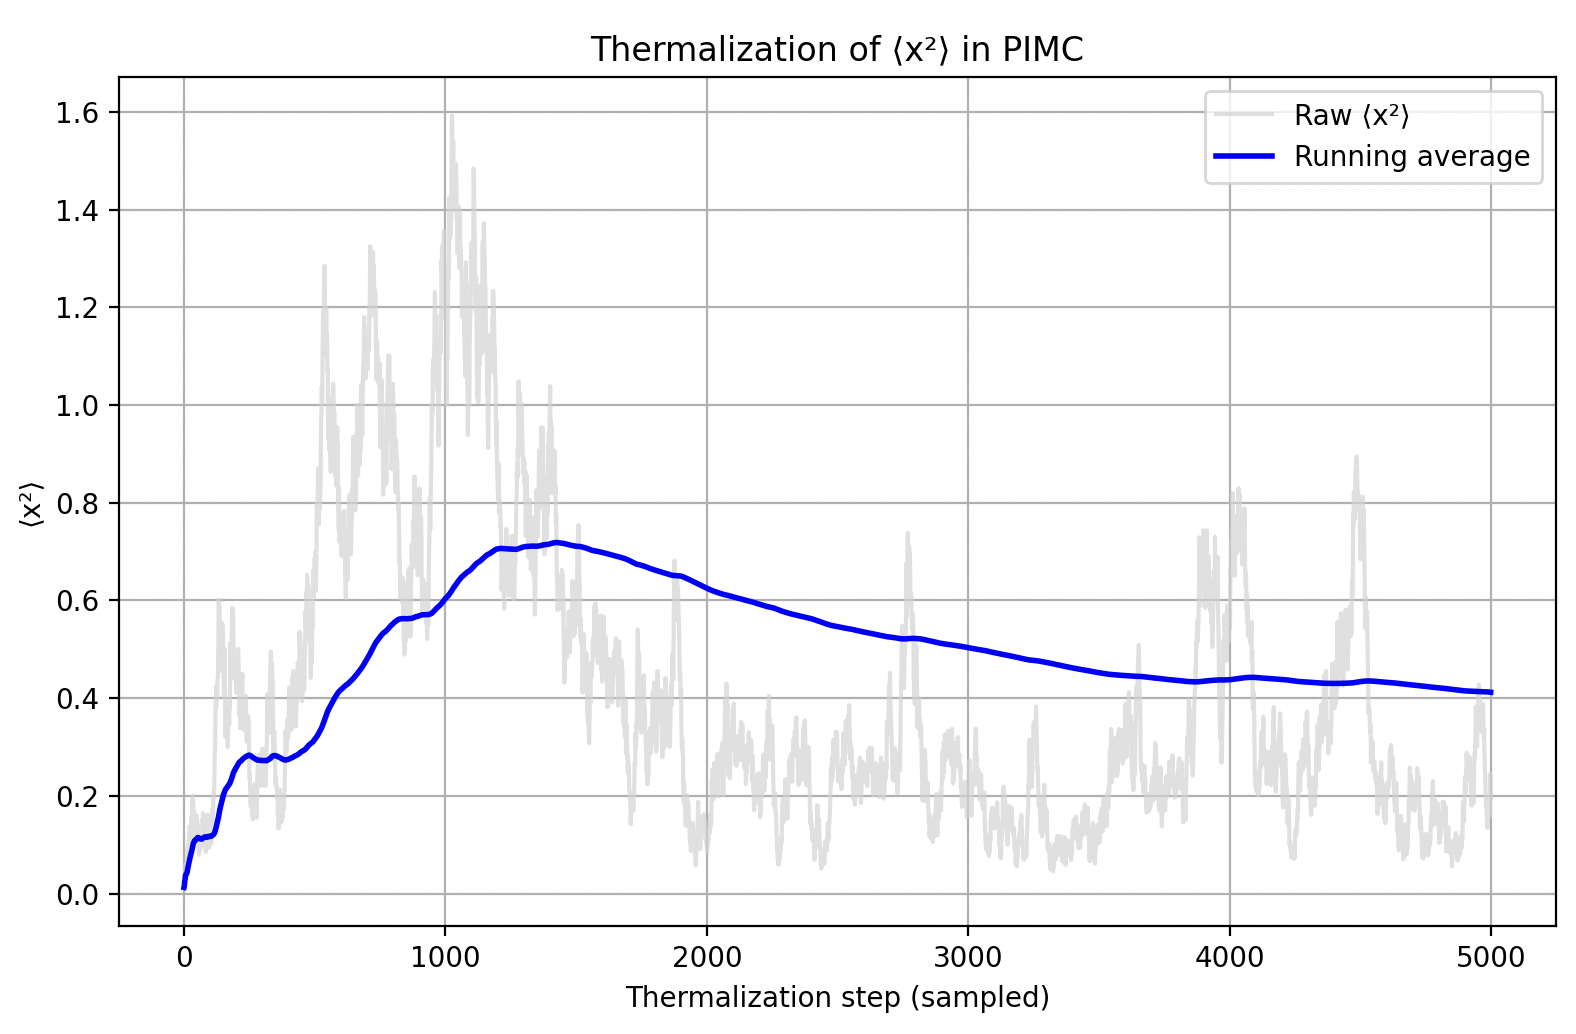 Thermalization of ⟨x²⟩ in PIMC
Raw ⟨x²⟩
Running average
1.6
1.4
1.2
1.0
0.8
0.6
0.4
0.2
0.0
⟨x²⟩
0 1000 2000 3000 4000 5000
Thermalization step (sampled)